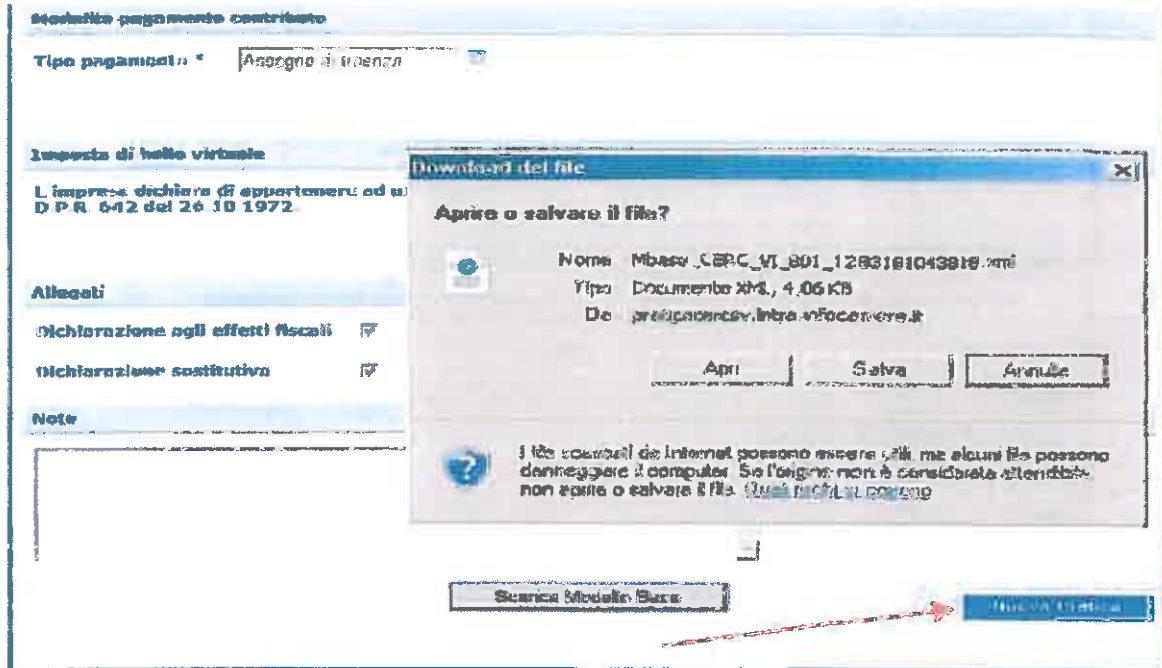 Modalita pagamento contributo
Tipo pagamento *
Imposta di bollo virtuale
L impresa dichiara di appartenere ad u
D P R 642 del 26 10 1972
Allegati
Dichiarazione agli effetti fiscali
Dichiarazione sostitutiva
Note
Download del file
Aprire o salvare il file?
Nome
Tipo Documento XML, 4,06 KB
Da
Apri Salva Annulla
I file scaricati da Internet possono essere utili, ma alcuni file possono
danneggiare il computer. Se l'origine non è considerata attendibile,
non aprire o salvare il file.
Scarica Modello Base
Nuova Pratica